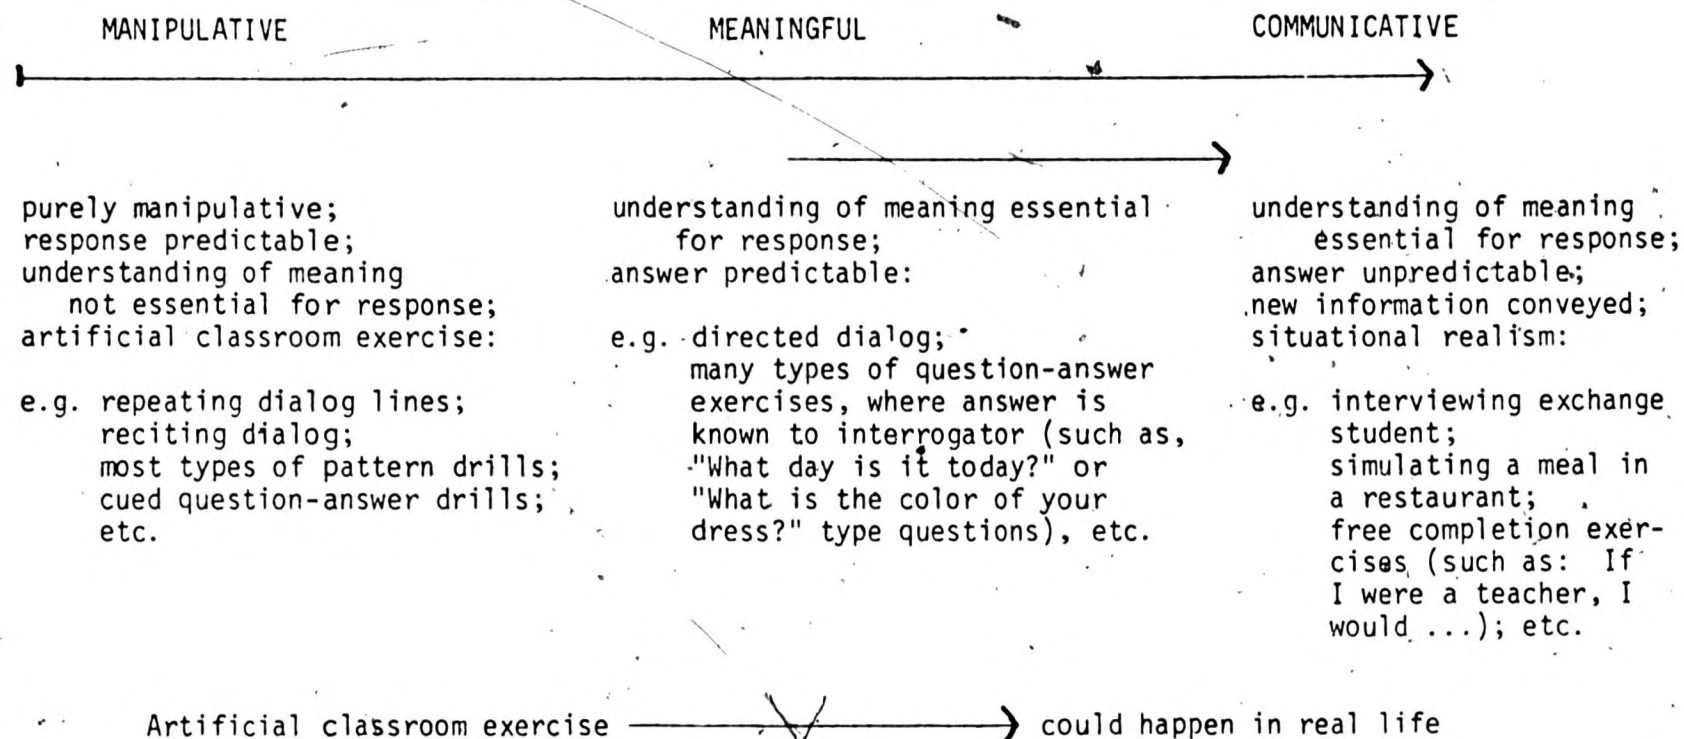 MANIPULATIVE MEANINGFUL COMMUNICATIVE
purely manipulative;
response predictable;
understanding of meaning
not essential for response;
artificial classroom exercise:
e.g. repeating dialog lines;
reciting dialog;
most types of pattern drills;
cued question-answer drills;
etc.
understanding of meaning essential
for response;
answer predictable:
e.g. directed dialog;
many types of question-answer
exercises, where answer is
known to interrogator (such as,
"What day is it today?" or
"What is the color of your
dress?" type questions), etc.
understanding of meaning
essential for response;
answer unpredictable;
new information conveyed;
situational realism:
e.g. interviewing exchange
student;
simulating a meal in
a restaurant;
free completion exer-
cises (such as: If
I were a teacher, I
would ...); etc.
Artificial classroom exercise could happen in real life